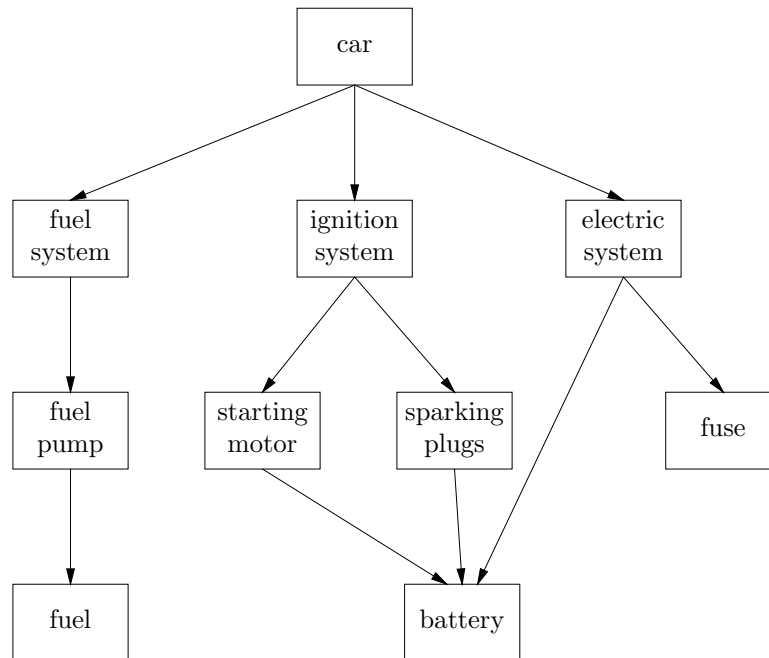 car
fuel
system
ignition
system
electric
system
fuel
pump
starting
motor
sparking
plugs
fuse
fuel
battery